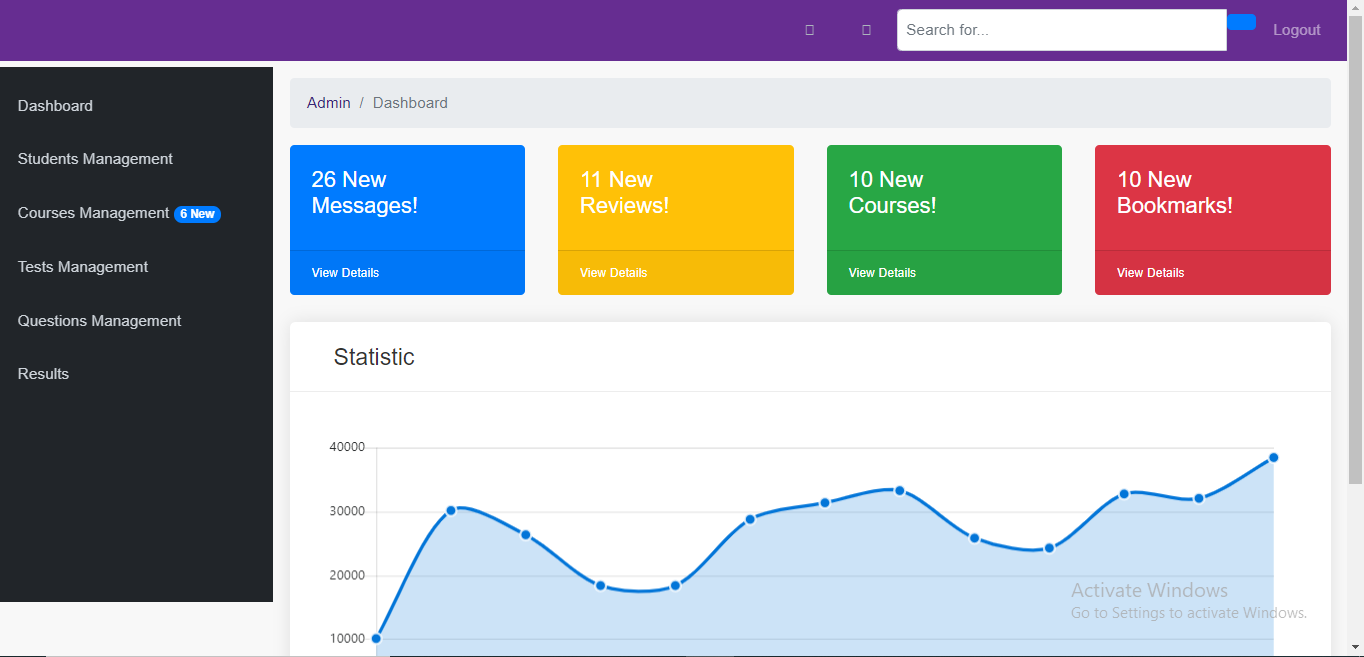 Search for...
Logout
Dashboard
Students Management
Courses Management 6 New
Tests Management
Questions Management
Results
Admin / Dashboard
26 New
Messages!
View Details
11 New
Reviews!
View Details
10 New
Courses!
View Details
10 New
Bookmarks!
View Details
Statistic
40000
30000
20000
10000
Activate Windows
Go to Settings to activate Windows.